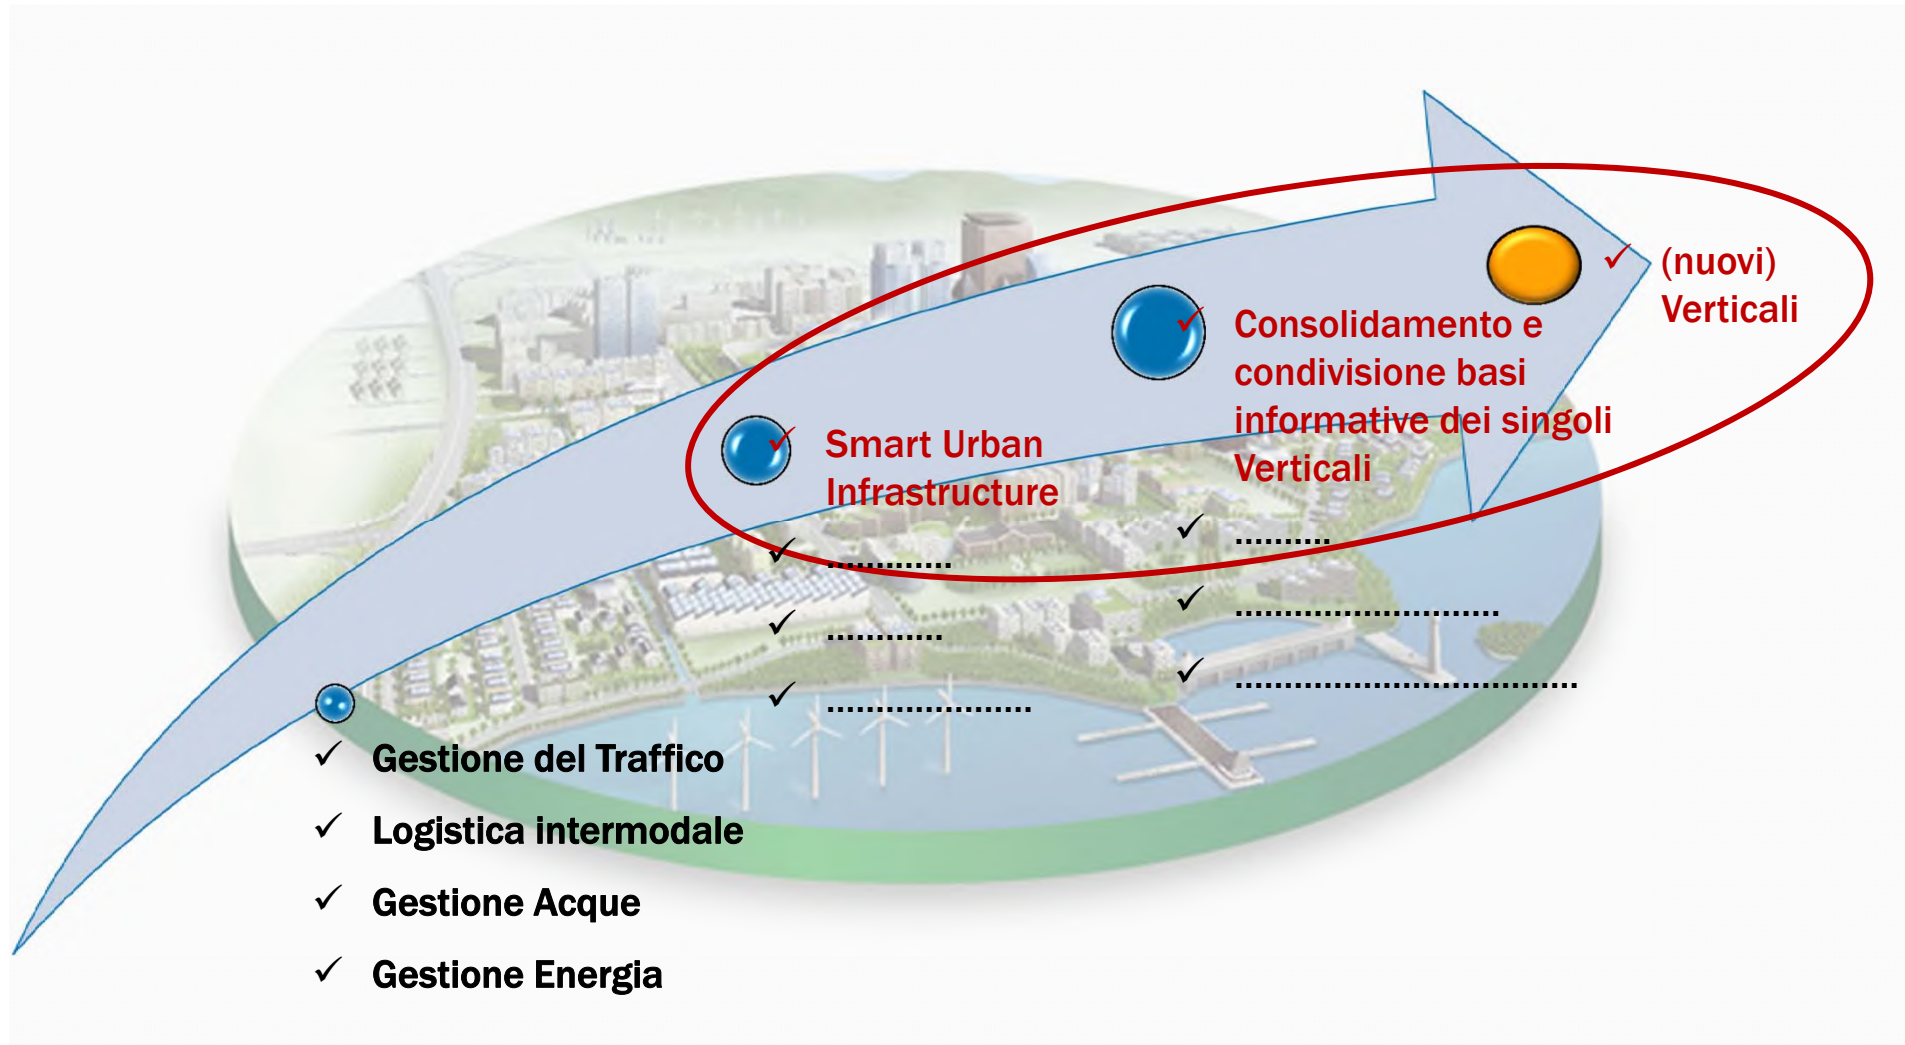 (nuovi)
Verticali
Consolidamento e
condivisione basi
informative dei singoli
Verticali
✓ ..........
✓ ...........................
✓ ...................................
Smart Urban
Infrastructure
✓ .............
✓ ............
✓ .....................
✓ Gestione del Traffico
✓ Logistica intermodale
✓ Gestione Acque
✓ Gestione Energia